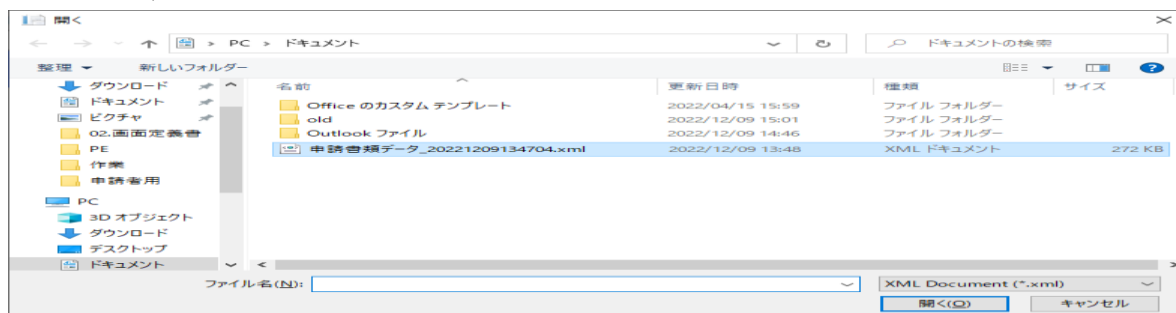 開く
PC > ドキュメント
ドキュメントの検索
整理 新しいフォルダー
名前 更新日時 種類 サイズ
ダウンロード
ドキュメント
ピクチャ
02.画面定義書
PE
作業
申請者用
PC
3D オブジェクト
ダウンロード
デスクトップ
ドキュメント
Office のカスタム テンプレート 2022/04/15 15:59 ファイル フォルダー
old 2022/12/09 15:01 ファイル フォルダー
Outlook ファイル 2022/12/09 14:46 ファイル フォルダー
申請書類データ_20221209134704.xml 2022/12/09 13:48 XML ドキュメント 272 KB
ファイル名(N): XML Document (*.xml)
開く(O) キャンセル